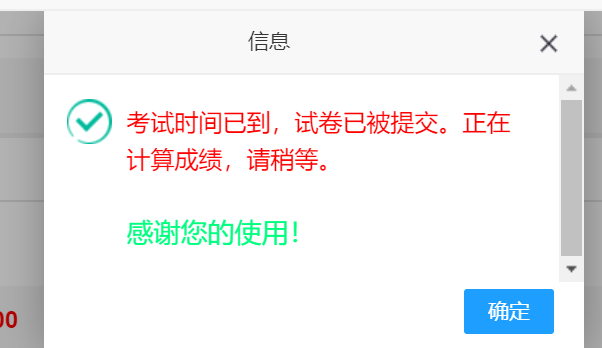 信息
考试时间已到，试卷已被提交。正在
计算成绩，请稍等。
感谢您的使用！
确定
00